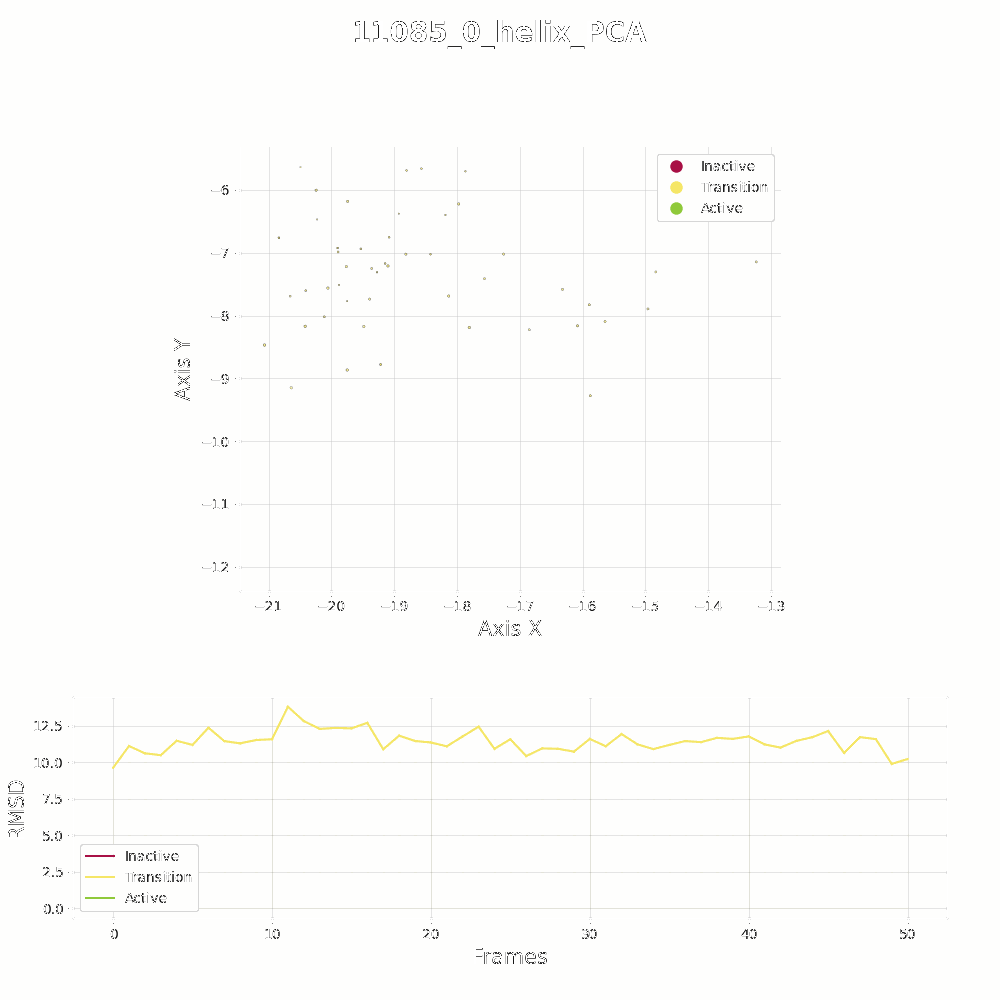 11085_0_helix_PCA
Inactive
Transition
Active
−6
−7
−8
−9
−10
−11
−12
Axis Y
−21 −20 −19 −18 −17 −16 −15 −14 −13
Axis X
12.5
10.0
7.5
5.0
2.5
0.0
RMSD
Inactive
Transition
Active
0 10 20 30 40 50
Frames